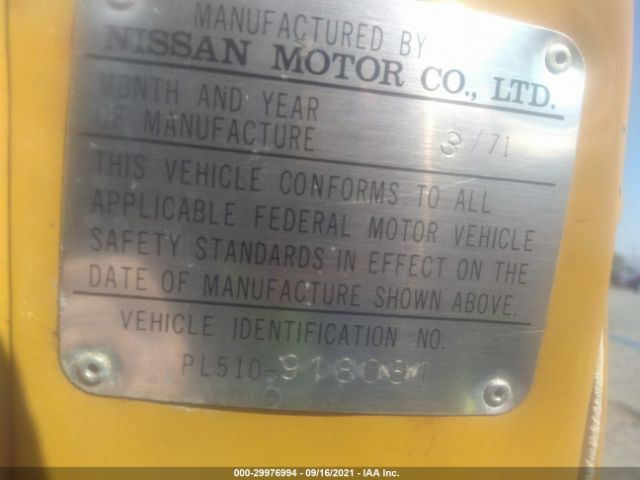 MANUFACTURED BY
NISSAN MOTOR CO., LTD.
MONTH AND YEAR
OF MANUFACTURE 3/71
THIS VEHICLE CONFORMS TO ALL
APPLICABLE FEDERAL MOTOR VEHICLE
SAFETY STANDARDS IN EFFECT ON THE
DATE OF MANUFACTURE SHOWN ABOVE.
VEHICLE IDENTIFICATION NO.
PL510-918081
000-29976994 - 09/16/2021 - IAA Inc.